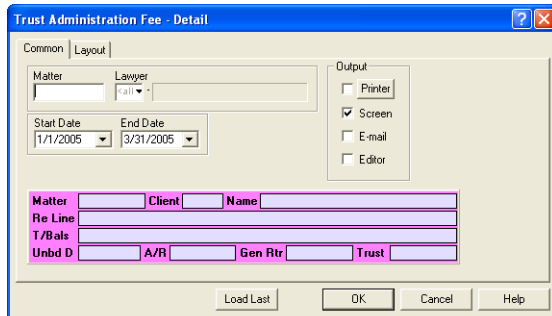 Trust Administration Fee - Detail
Common Layout
Matter Lawyer Output
<all - Printer
Screen
Start Date End Date
1/1/2005 3/31/2005 E-mail
Editor
Matter Client Name
Re Line
T/Bals
Unbd D A/R Gen Rtr Trust
Load Last OK Cancel Help